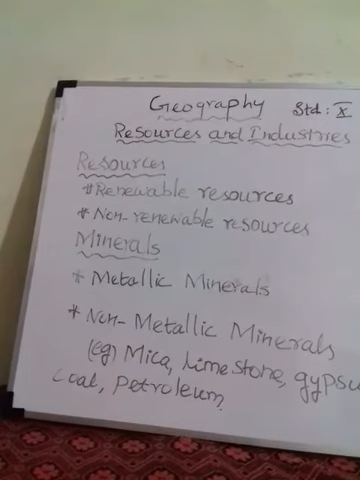 Geography Std: X
Resources and Industries
Resources
* Renewable resources
* Non-renewable resources
Minerals
* Metallic Minerals
* Non-Metallic Minerals
(eg) Mica, Limestone, gypsu
Coal, Petroleum,